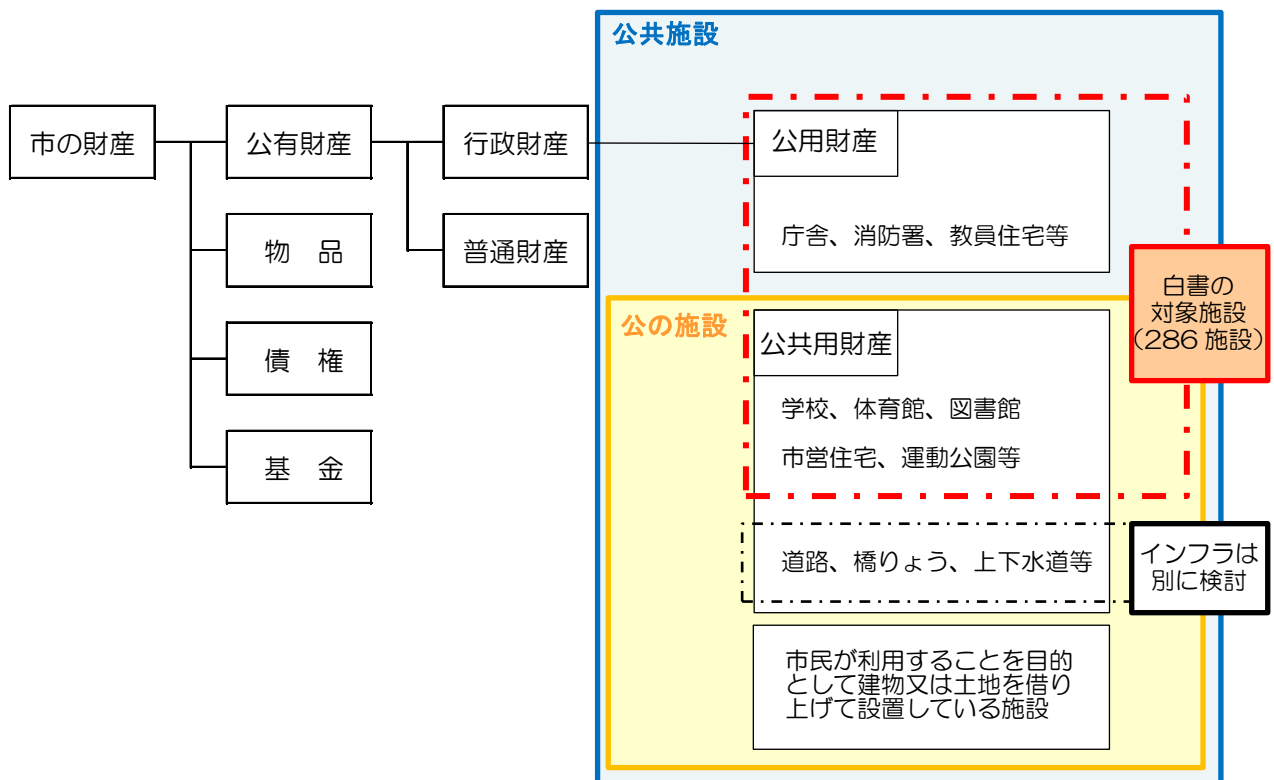 公共施設
市の財産
公有財産
行政財産
公用財産
物　品
普通財産
庁舎、消防署、教員住宅等
白書の
対象施設
（286 施設）
公の施設
公共用財産
債　権
学校、体育館、図書館
市営住宅、運動公園等
基　金
道路、橋りょう、上下水道等
インフラは
別に検討
市民が利用することを目的
として建物又は土地を借り
上げて設置している施設